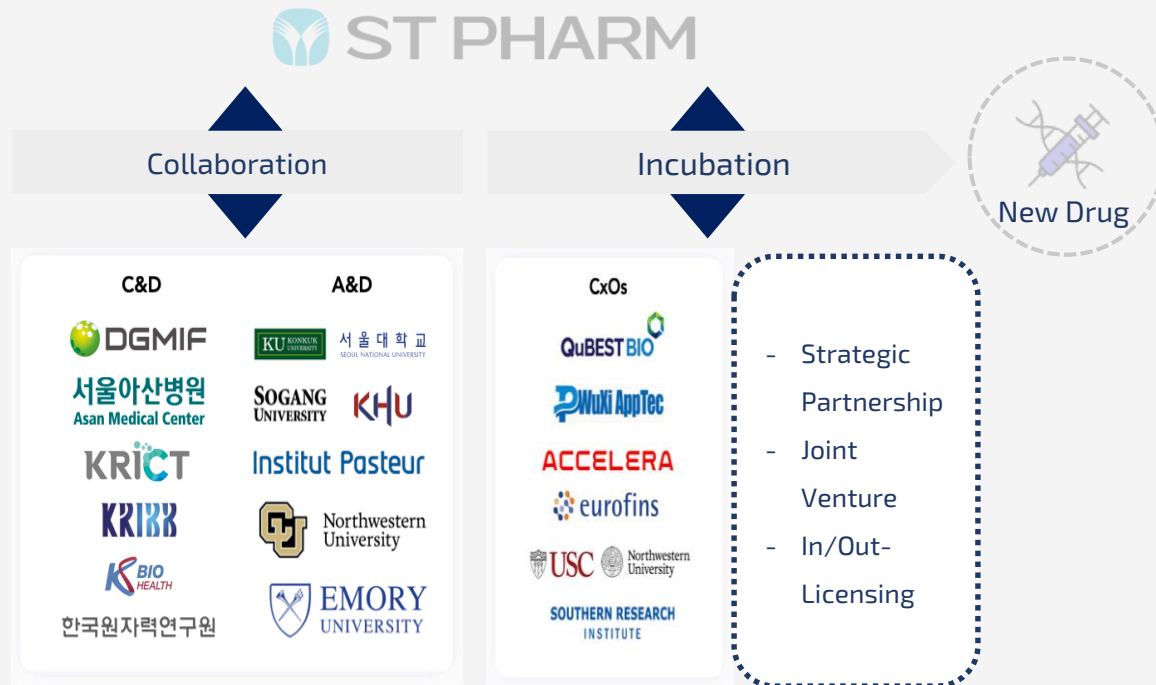 ST PHARM
Collaboration
Incubation
New Drug
C&D
DGMIF
서울아산병원
Asan Medical Center
KRICT
KRIBB
K BIO
HEALTH
한국원자력연구원
A&D
KU KONKUK
UNIVERSITY
서울대학교
SEOUL NATIONAL UNIVERSITY
SOGANG
UNIVERSITY
KHU
Institut Pasteur
CU
Northwestern
University
EMORY
UNIVERSITY
CxOs
QuBEST BIO
WuXi AppTec
ACCELERA
eurofins
USC
Northwestern
University
SOUTHERN RESEARCH
INSTITUTE
- Strategic
Partnership
- Joint
Venture
- In/Out-
Licensing